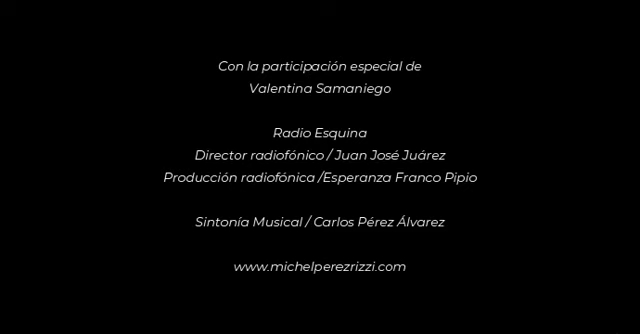 Con la participación especial de
Valentina Samaniego
Radio Esquina
Director radiofónico / Juan José Juárez
Producción radiofónica /Esperanza Franco Pipio
Sintonía Musical / Carlos Pérez Álvarez
www.michelperezrizzi.com